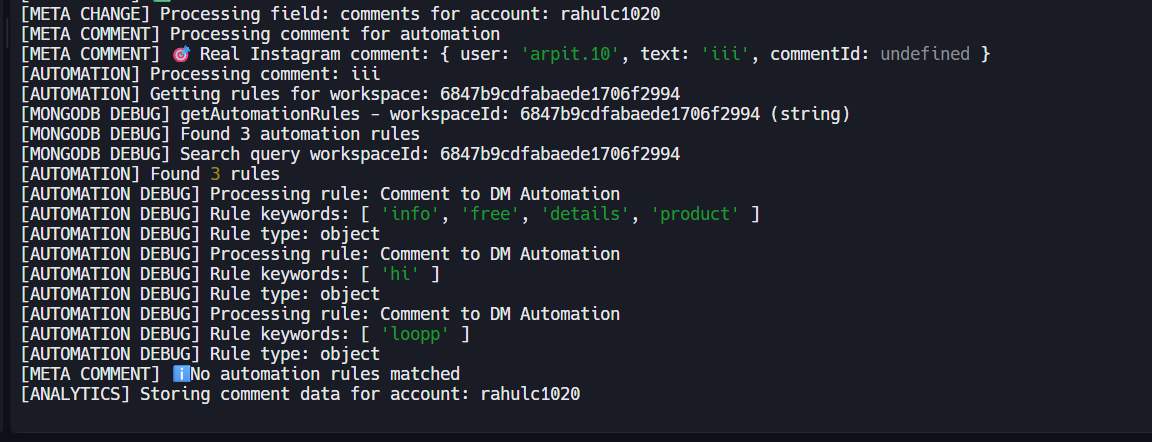 [META CHANGE] Processing field: comments for account: rahulc1020
[META COMMENT] Processing comment for automation
[META COMMENT] 🎯 Real Instagram comment: { user: 'arpit.10', text: 'iii', commentId: undefined }
[AUTOMATION] Processing comment: iii
[AUTOMATION] Getting rules for workspace: 6847b9cdfabaede1706f2994
[MONGODB DEBUG] getAutomationRules - workspaceId: 6847b9cdfabaede1706f2994 (string)
[MONGODB DEBUG] Found 3 automation rules
[MONGODB DEBUG] Search query workspaceId: 6847b9cdfabaede1706f2994
[AUTOMATION] Found 3 rules
[AUTOMATION DEBUG] Processing rule: Comment to DM Automation
[AUTOMATION DEBUG] Rule keywords: [ 'info', 'free', 'details', 'product' ]
[AUTOMATION DEBUG] Rule type: object
[AUTOMATION DEBUG] Processing rule: Comment to DM Automation
[AUTOMATION DEBUG] Rule keywords: [ 'hi' ]
[AUTOMATION DEBUG] Rule type: object
[AUTOMATION DEBUG] Processing rule: Comment to DM Automation
[AUTOMATION DEBUG] Rule keywords: [ 'loopp' ]
[AUTOMATION DEBUG] Rule type: object
[META COMMENT] ℹ️No automation rules matched
[ANALYTICS] Storing comment data for account: rahulc1020